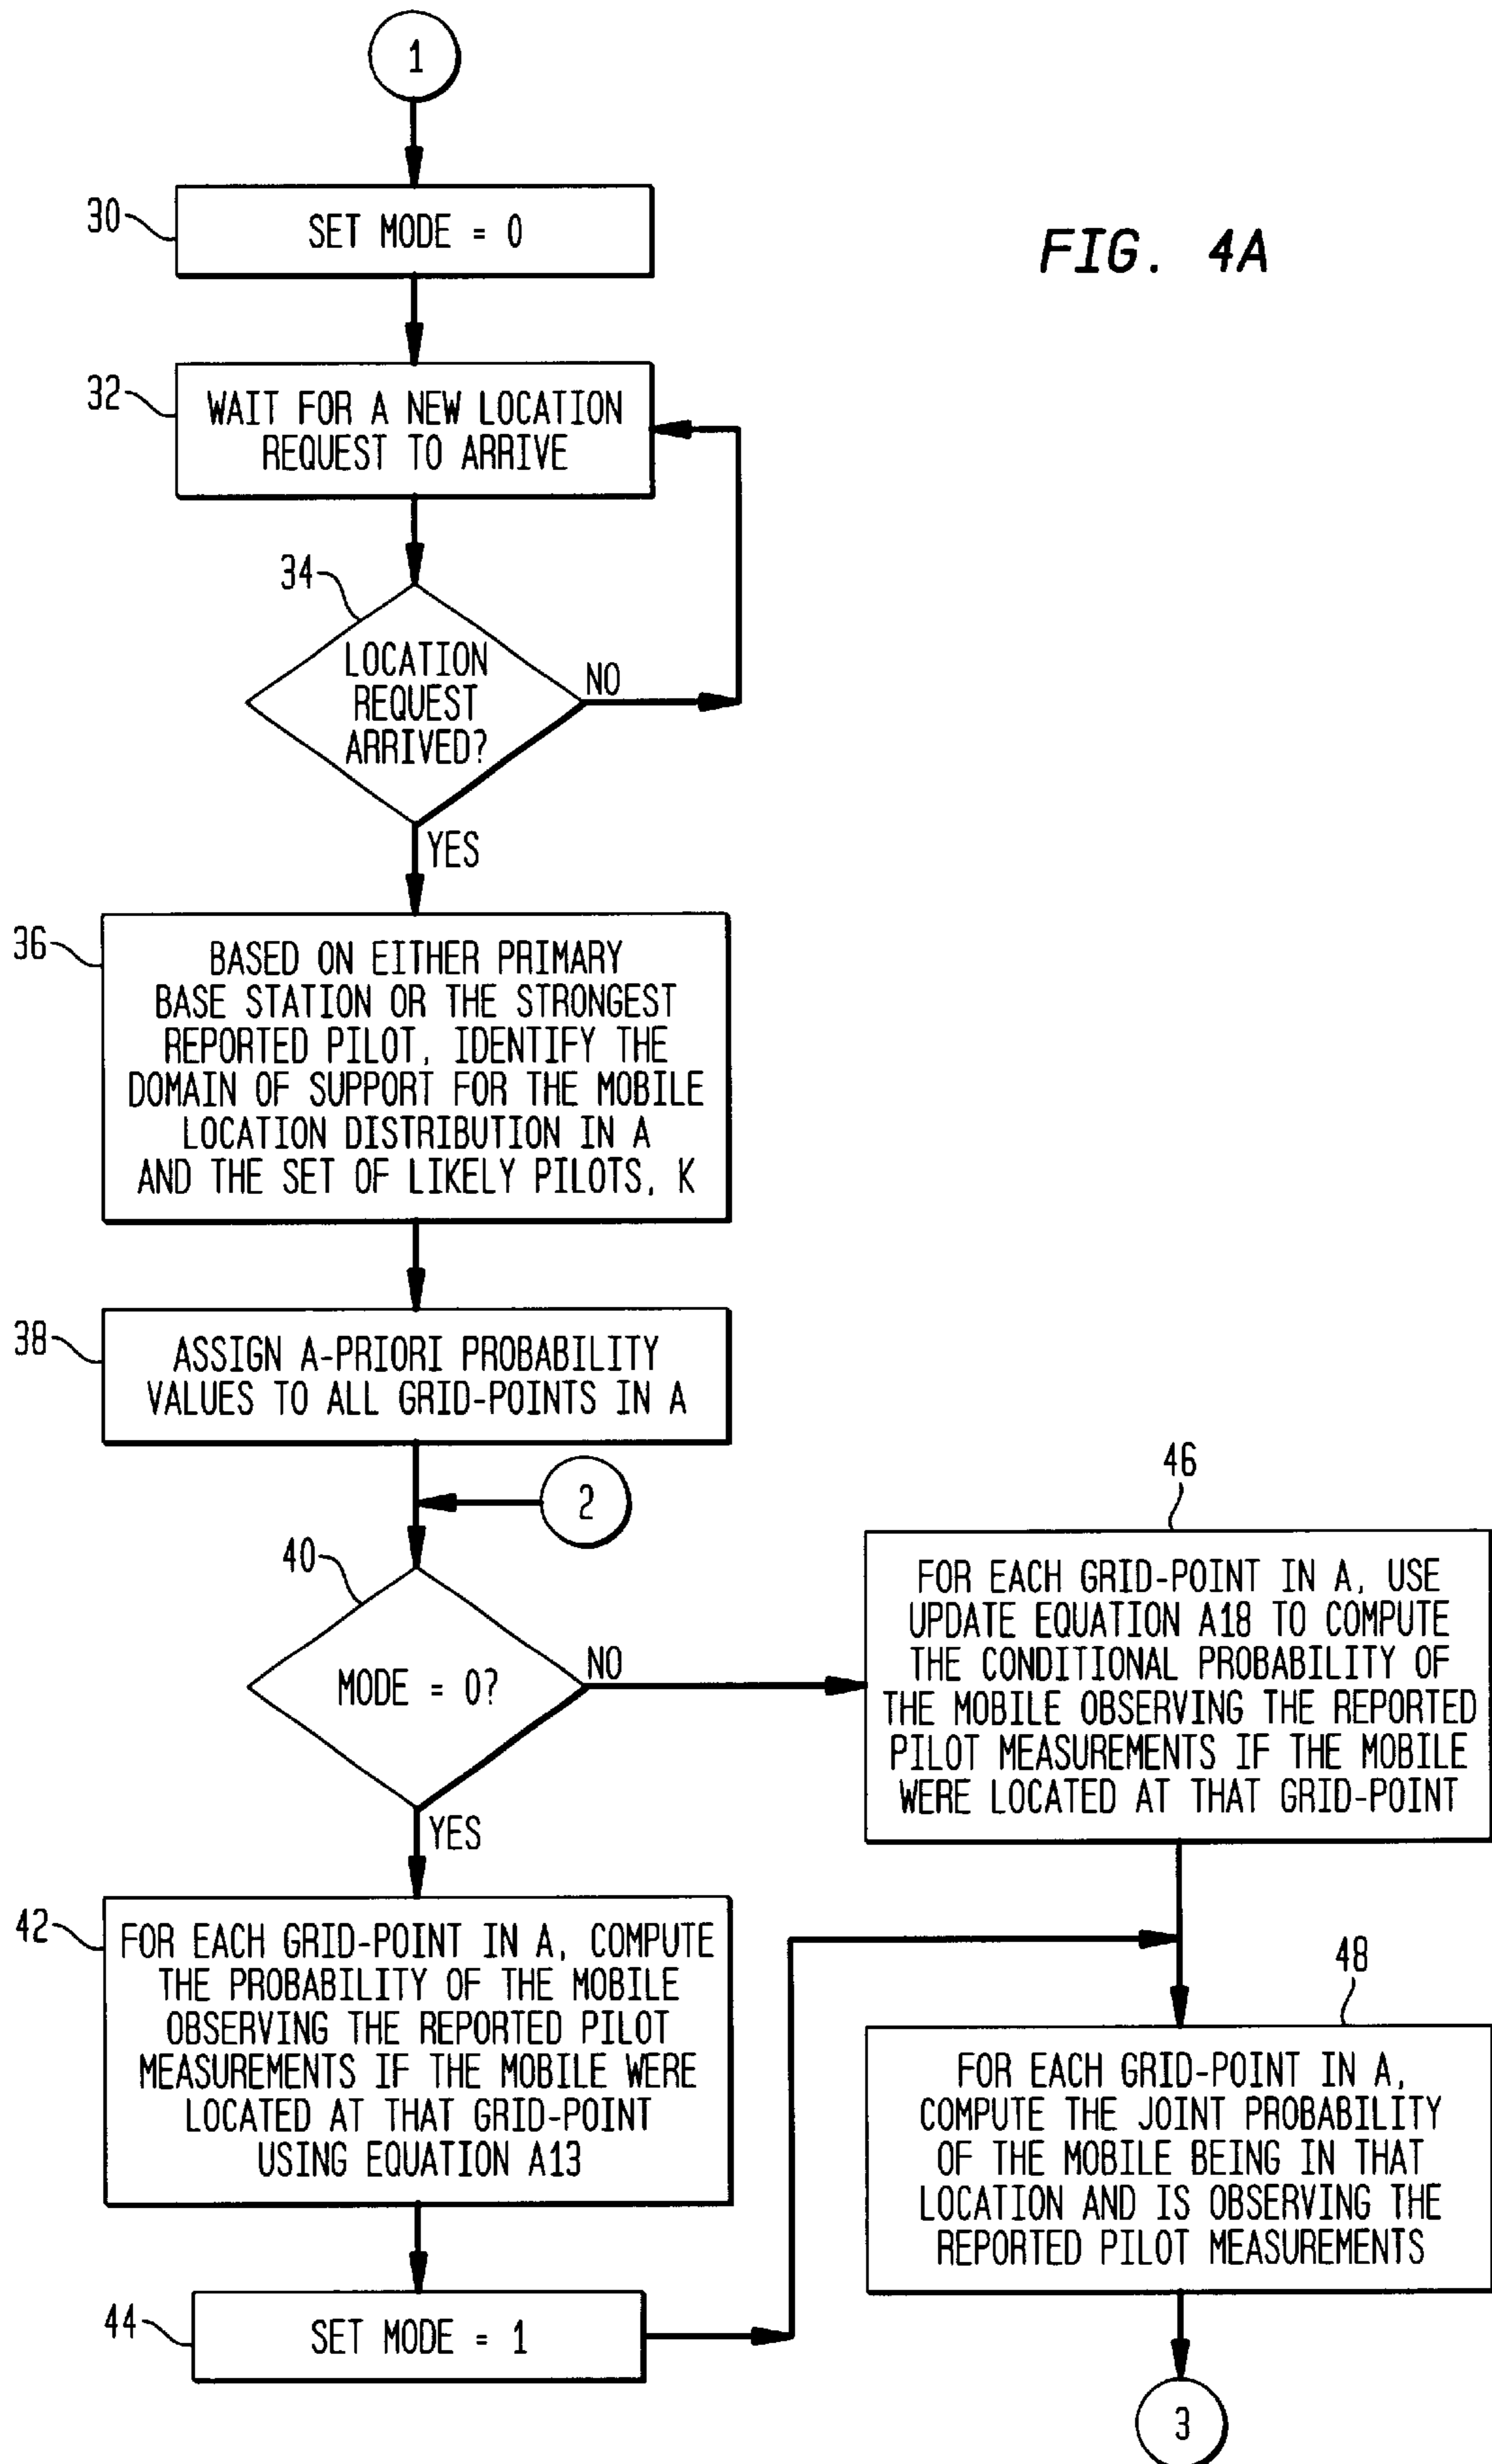 1
30
SET MODE = 0
FIG. 4A
32
WAIT FOR A NEW LOCATION
REQUEST TO ARRIVE
34
LOCATION
REQUEST
ARRIVED?
NO
YES
36
BASED ON EITHER PRIMARY
BASE STATION OR THE STRONGEST
REPORTED PILOT, IDENTIFY THE
DOMAIN OF SUPPORT FOR THE MOBILE
LOCATION DISTRIBUTION IN A
AND THE SET OF LIKELY PILOTS, K
38
ASSIGN A-PRIORI PROBABILITY
VALUES TO ALL GRID-POINTS IN A
2
40
MODE = 0?
NO
YES
46
FOR EACH GRID-POINT IN A, USE
UPDATE EQUATION A18 TO COMPUTE
THE CONDITIONAL PROBABILITY OF
THE MOBILE OBSERVING THE REPORTED
PILOT MEASUREMENTS IF THE MOBILE
WERE LOCATED AT THAT GRID-POINT
42
FOR EACH GRID-POINT IN A, COMPUTE
THE PROBABILITY OF THE MOBILE
OBSERVING THE REPORTED PILOT
MEASUREMENTS IF THE MOBILE WERE
LOCATED AT THAT GRID-POINT
USING EQUATION A13
44
SET MODE = 1
48
FOR EACH GRID-POINT IN A,
COMPUTE THE JOINT PROBABILITY
OF THE MOBILE BEING IN THAT
LOCATION AND IS OBSERVING THE
REPORTED PILOT MEASUREMENTS
3